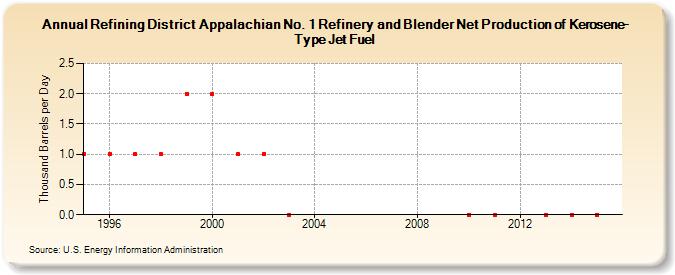 Annual Refining District Appalachian No. 1 Refinery and Blender Net Production of Kerosene-
Type Jet Fuel
Thousand Barrels per Day
2.5
2.0
1.5
1.0
0.5
0.0
1996 2000 2004 2008 2012
Source: U.S. Energy Information Administration